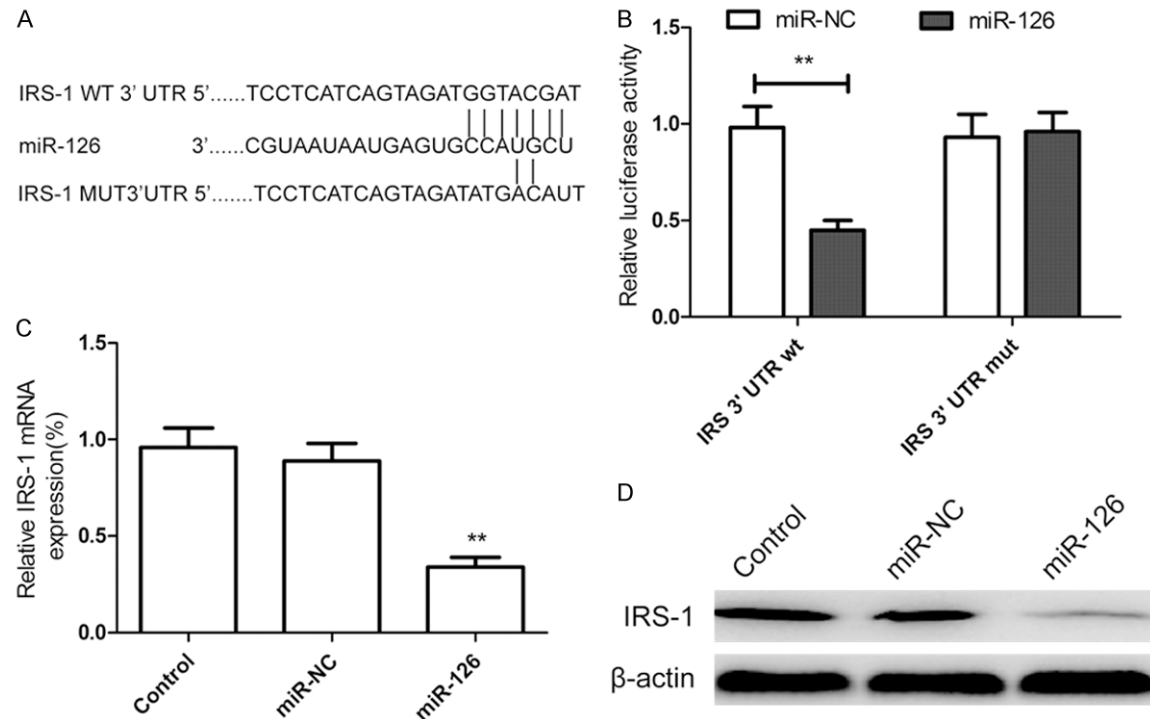 A
IRS-1 WT 3' UTR 5'......TCCTCATCAGTAGATGGTACGAT
miR-126 3'......CGUAAUAAUGAGUGCCAUGCU
IRS-1 MUT3'UTR 5'.......TCCTCATCAGTAGATATGACAUT
B
miR-NC miR-126
Relative luciferase activity
1.5
1.0
0.5
0.0
**
IRS 3' UTR wt
IRS 3' UTR mut
C
Relative IRS-1 mRNA
expression(%)
1.5
1.0
0.5
0.0
**
Control
miR-NC
miR-126
D
Control
miR-NC
miR-126
IRS-1
β-actin